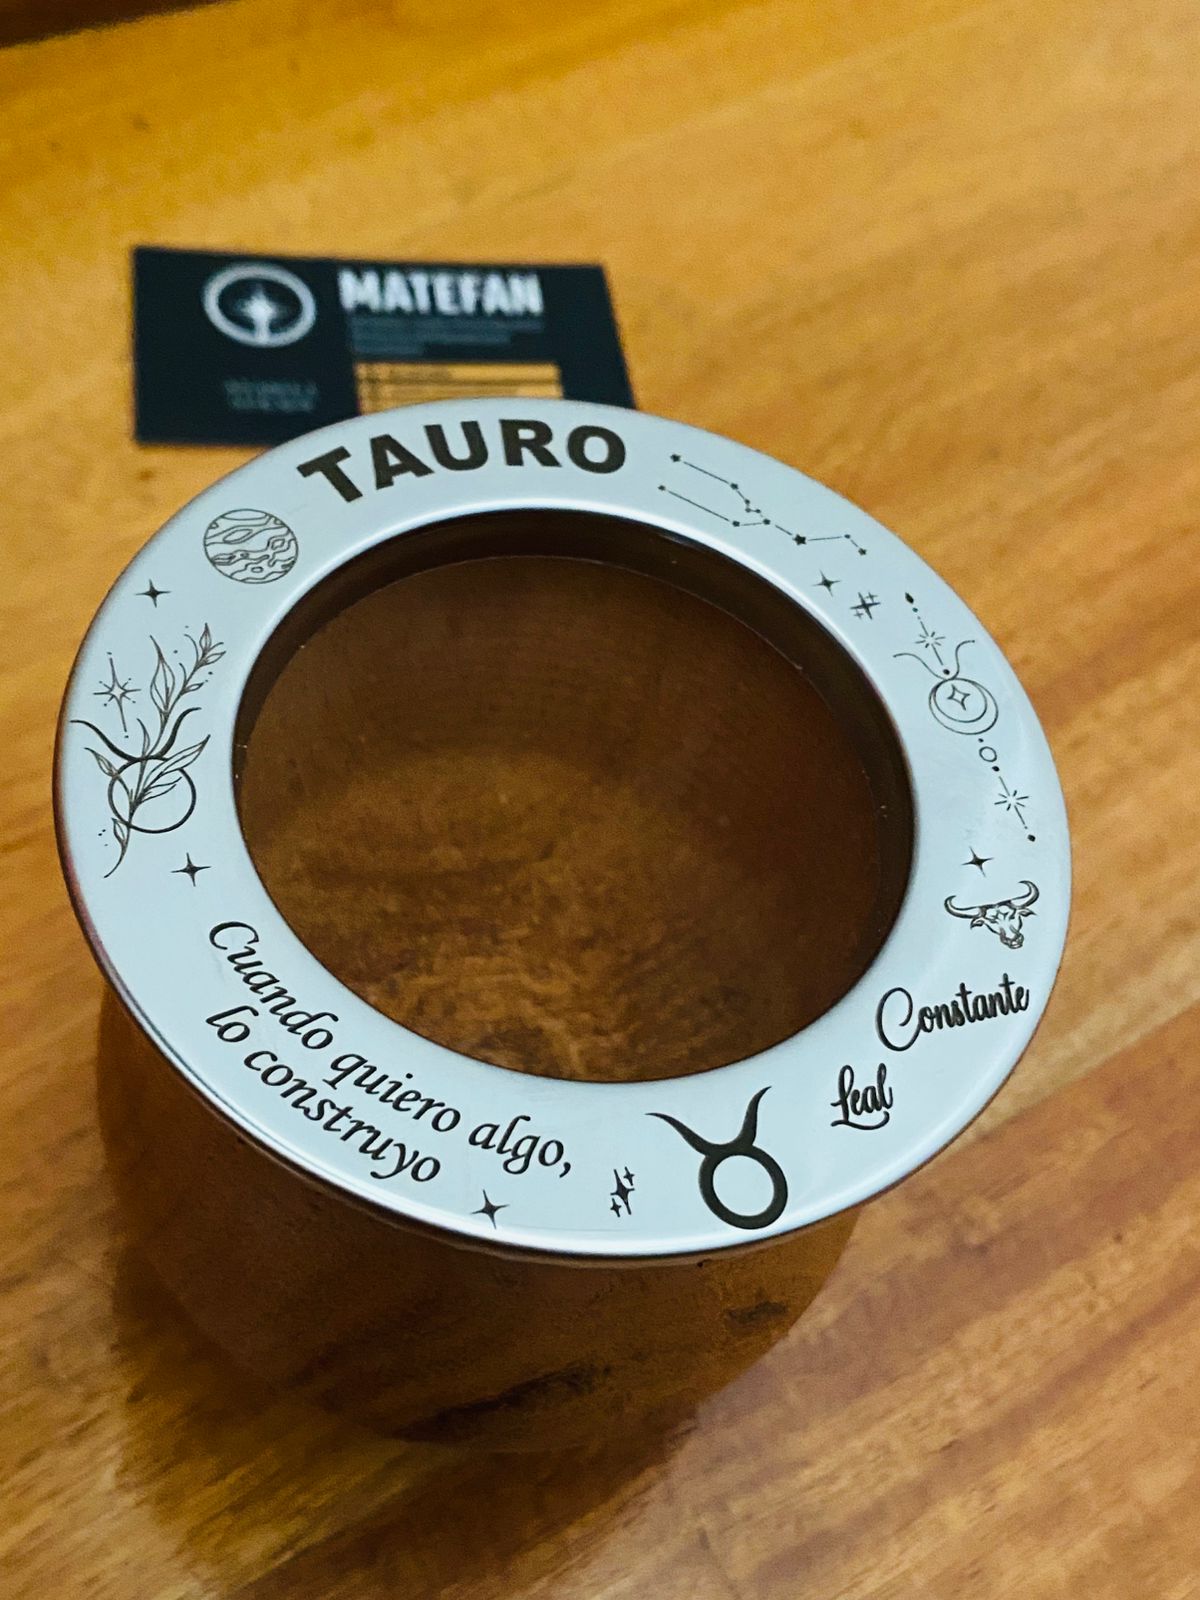 MATEFAN
TAURO
Constante
Leal
Cuando quiero algo,
lo construyo